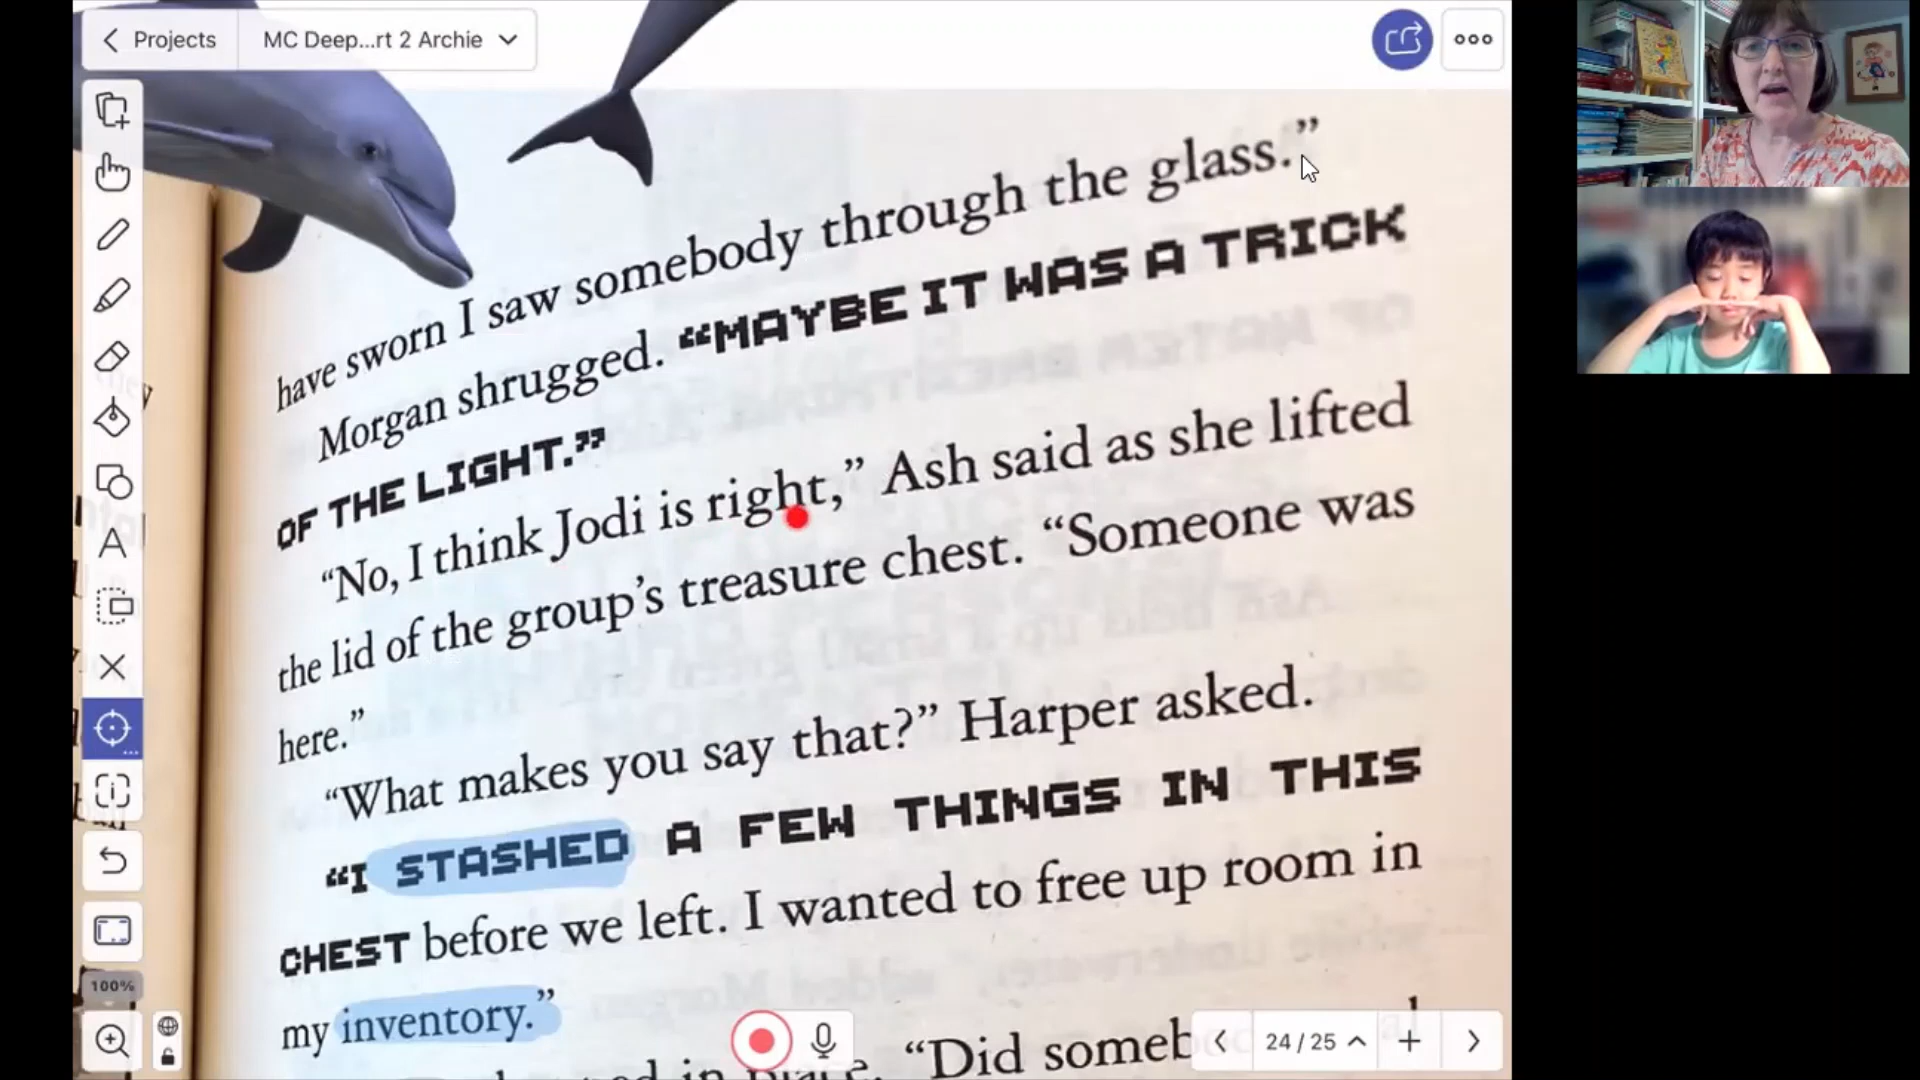 Projects
MC Deep...rt 2 Archie
have sworn I saw somebody through the glass.”
Morgan shrugged. “MAYBE IT WAS A TRICK
OF THE LIGHT.”
“No, I think Jodi is right,” Ash said as she lifted
the lid of the group’s treasure chest. “Someone was
here.”
“What makes you say that?” Harper asked.
“I STASHED A FEW THINGS IN THIS
CHEST before we left. I wanted to free up room in
my inventory.”
“Did someb
100%
24 / 25